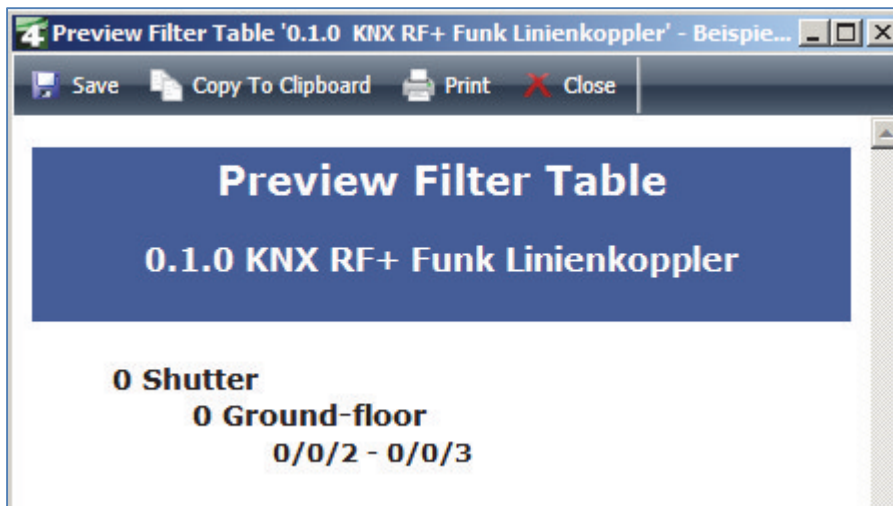 4 Preview Filter Table '0.1.0 KNX RF+ Funk Linienkoppler' - Beispie...
Save Copy To Clipboard Print Close
Preview Filter Table
0.1.0 KNX RF+ Funk Linienkoppler
0 Shutter
0 Ground-floor
0/0/2 - 0/0/3